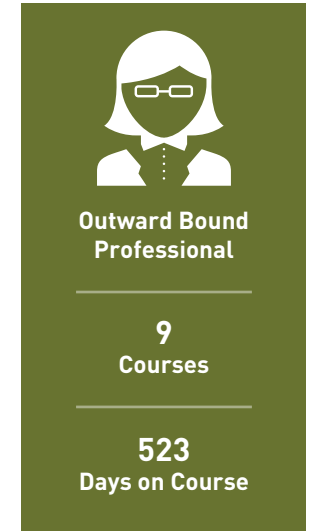 Outward Bound
Professional
9
Courses
523
Days on Course